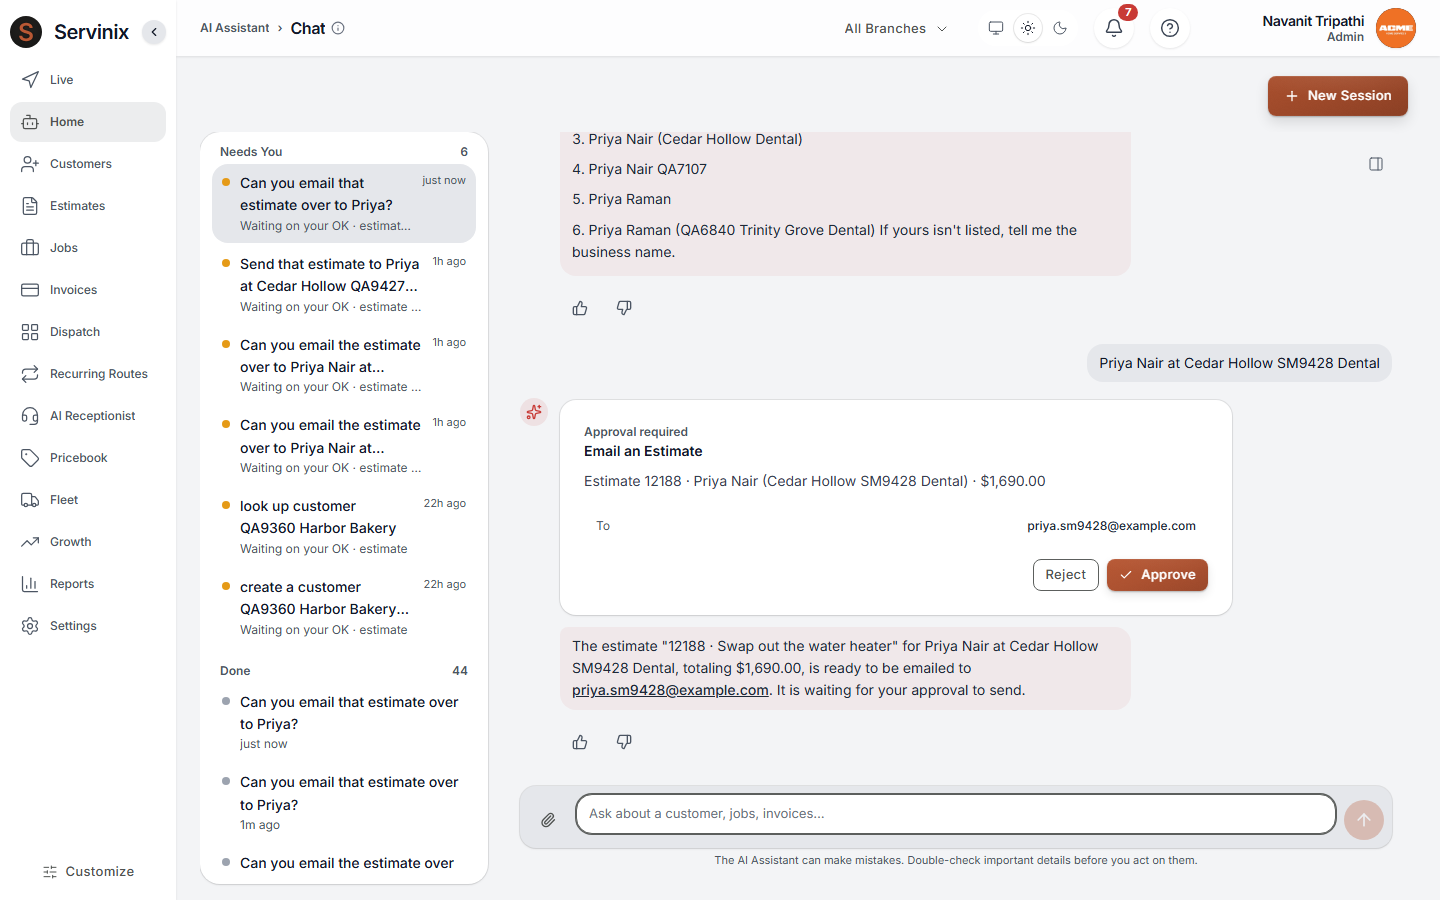 Servinix
Live
Home
Customers
Estimates
Jobs
Invoices
Dispatch
Recurring Routes
AI Receptionist
Pricebook
Fleet
Growth
Reports
Settings
Customize
AI Assistant › Chat
All Branches
7
Navanit Tripathi
Admin
ACME
+ New Session
Needs You 6
Can you email that just now
estimate over to Priya?
Waiting on your OK · estimat...
Send that estimate to Priya 1h ago
at Cedar Hollow QA9427...
Waiting on your OK · estimate ...
Can you email the estimate 1h ago
over to Priya Nair at...
Waiting on your OK · estimate ...
Can you email the estimate 1h ago
over to Priya Nair at...
Waiting on your OK · estimate ...
look up customer 22h ago
QA9360 Harbor Bakery
Waiting on your OK · estimate
create a customer 22h ago
QA9360 Harbor Bakery...
Waiting on your OK · estimate
Done 44
Can you email that estimate over
to Priya?
just now
Can you email that estimate over
to Priya?
1m ago
Can you email the estimate over
3. Priya Nair (Cedar Hollow Dental)
4. Priya Nair QA7107
5. Priya Raman
6. Priya Raman (QA6840 Trinity Grove Dental) If yours isn't listed, tell me the
business name.
Priya Nair at Cedar Hollow SM9428 Dental
Approval required
Email an Estimate
Estimate 12188 · Priya Nair (Cedar Hollow SM9428 Dental) · $1,690.00
To priya.sm9428@example.com
Reject
Approve
The estimate "12188 · Swap out the water heater" for Priya Nair at Cedar Hollow
SM9428 Dental, totaling $1,690.00, is ready to be emailed to
priya.sm9428@example.com. It is waiting for your approval to send.
Ask about a customer, jobs, invoices...
The AI Assistant can make mistakes. Double-check important details before you act on them.